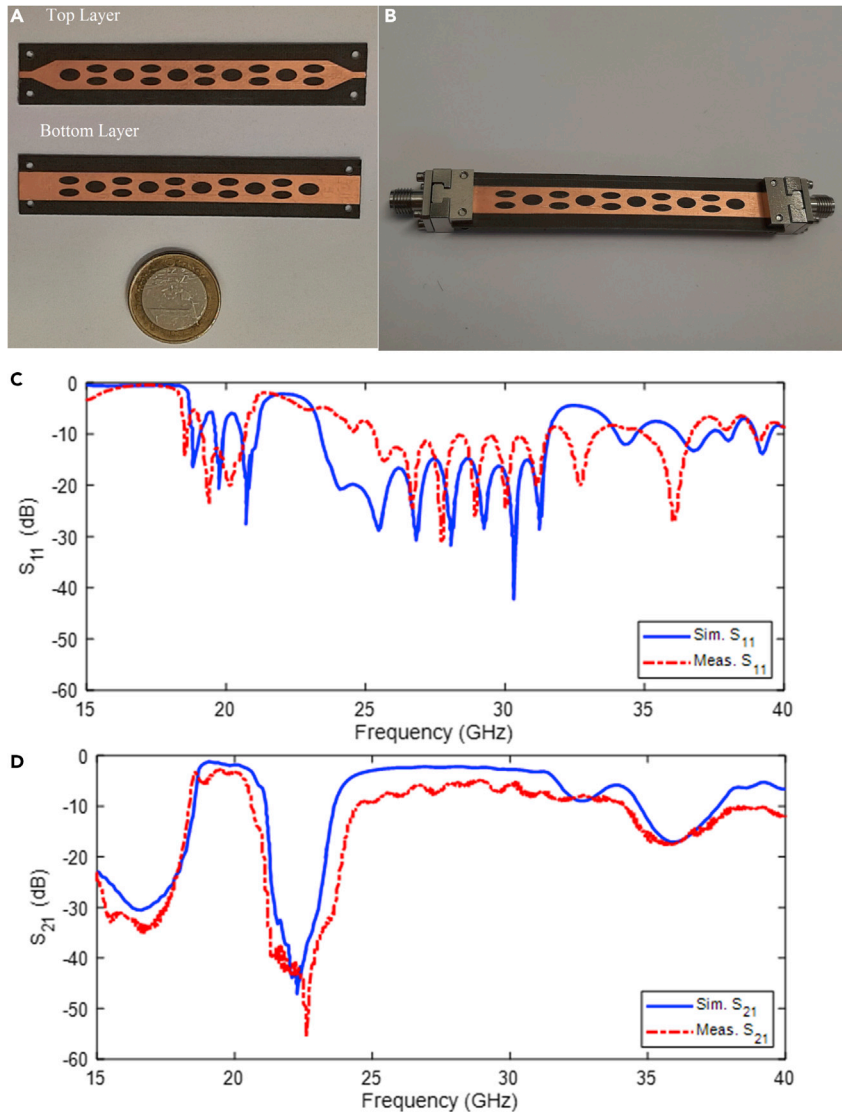 A
Top Layer
Bottom Layer
B
C
0
-10
-20
-30
-40
-50
-60
S11 (dB)
15
20
25
30
35
40
Frequency (GHz)
Sim. S11
Meas. S11
D
0
-10
-20
-30
-40
-50
-60
S21 (dB)
15
20
25
30
35
40
Frequency (GHz)
Sim. S21
Meas. S21